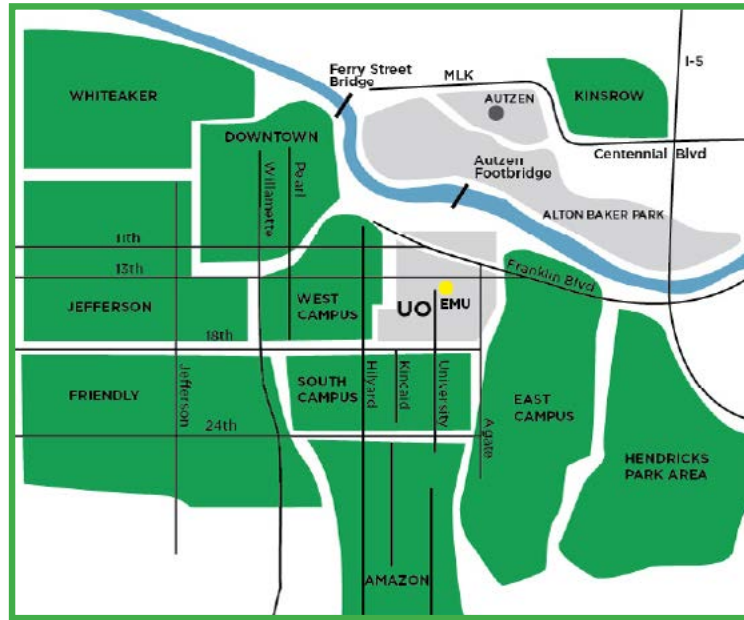 I-5
Ferry Street
Bridge
MLK
WHITEAKER
AUTZEN
KINSROW
DOWNTOWN
Centennial Blvd
Autzen
Footbridge
Pearl
Willamette
ALTON BAKER PARK
11th
13th
Franklin Blvd
JEFFERSON
WEST
CAMPUS
UO
EMU
18th
FRIENDLY
Jefferson
SOUTH
CAMPUS
Hilyard
Kincaid
University
Agate
EAST
CAMPUS
24th
HENDRICKS
PARK AREA
AMAZON